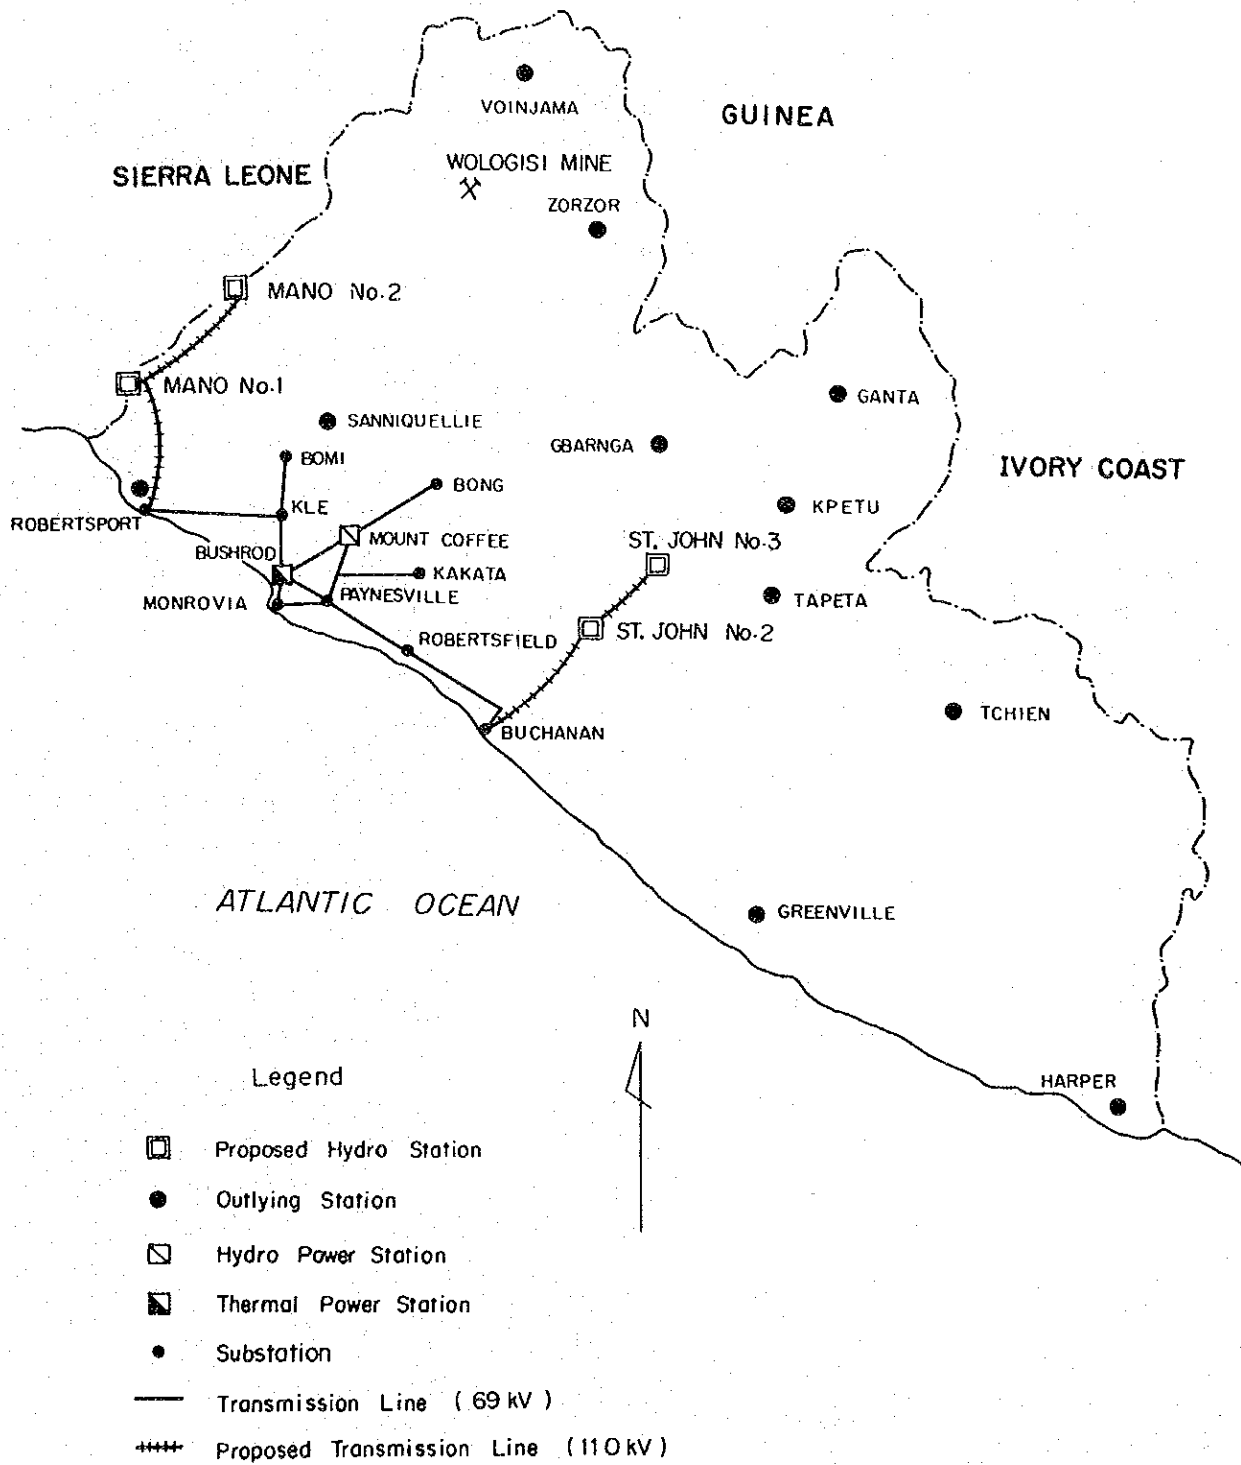 VOINJAMA
GUINEA
SIERRA LEONE
WOLOGISI MINE
ZORZOR
MANO No.2
MANO No.1
GANTA
SANNIQUELLIE
GBARNGA
BOMI
IVORY COAST
BONG
KPETU
KLE
ROBERTSPORT
MOUNT COFFEE
ST. JOHN No.3
BUSHROD
KAKATA
PAYNESVILLE
TAPETA
MONROVIA
ST. JOHN No.2
ROBERTSFIELD
TCHIEN
BUCHANAN
ATLANTIC OCEAN
GREENVILLE
N
HARPER
Legend
Proposed Hydro Station
Outlying Station
Hydro Power Station
Thermal Power Station
Substation
Transmission Line (69 kV)
Proposed Transmission Line (110 kV)